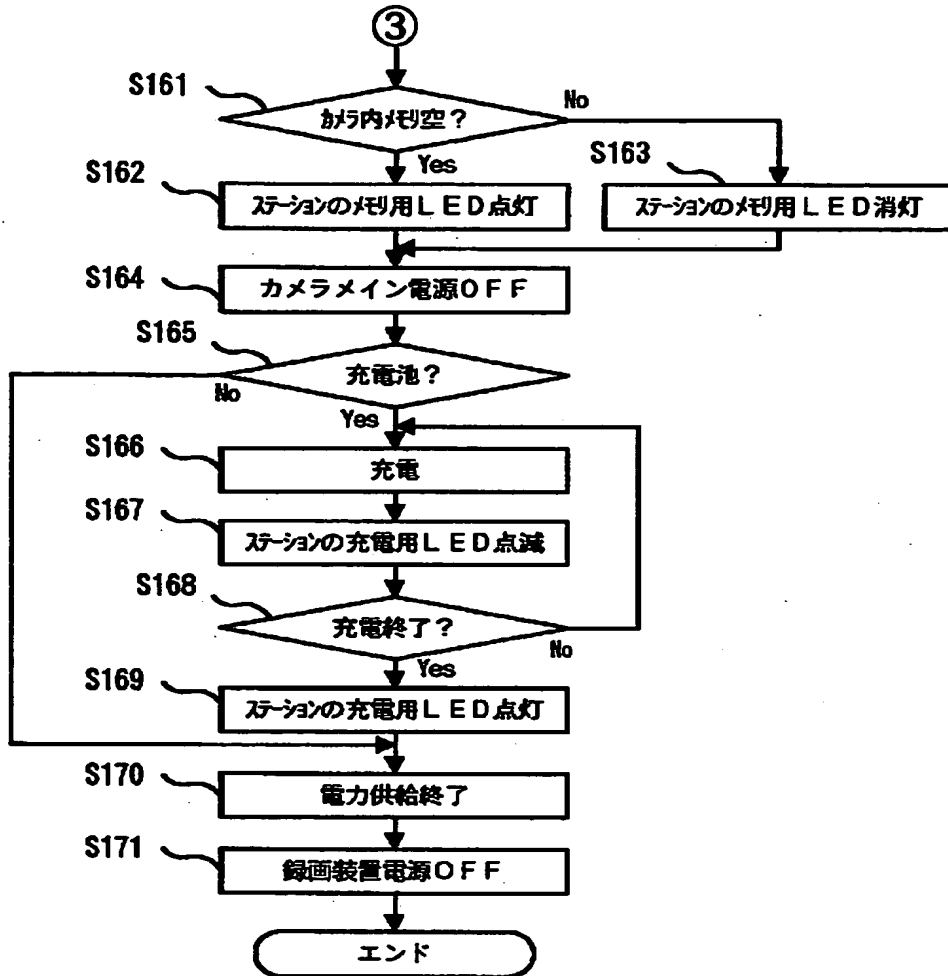 ③
S161
カメラ内メモリ空？
No
Yes
S162
ステーションのメモリ用ＬＥＤ点灯
S163
ステーションのメモリ用ＬＥＤ消灯
S164
カメラメイン電源ＯＦＦ
S165
充電池？
No
Yes
S166
充電
S167
ステーションの充電用ＬＥＤ点滅
S168
充電終了？
No
Yes
S169
ステーションの充電用ＬＥＤ点灯
S170
電力供給終了
S171
録画装置電源ＯＦＦ
エンド